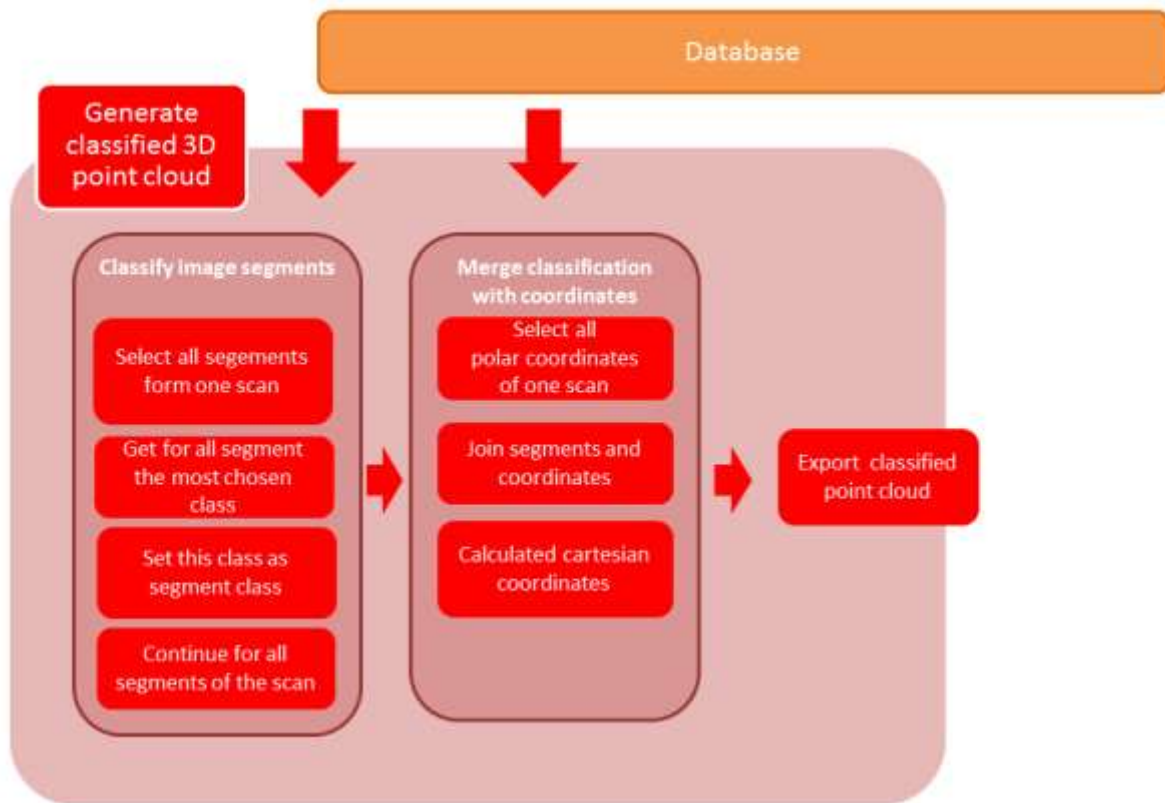 Database
Generate
classified 3D
point cloud
Classify image segments
Select all segements
form one scan
Get for all segment
the most chosen
class
Set this class as
segment class
Continue for all
segments of the scan
Merge classification
with coordinates
Select all
polar coordinates
of one scan
Join segments and
coordinates
Calculated cartesian
coordinates
Export classified
point cloud